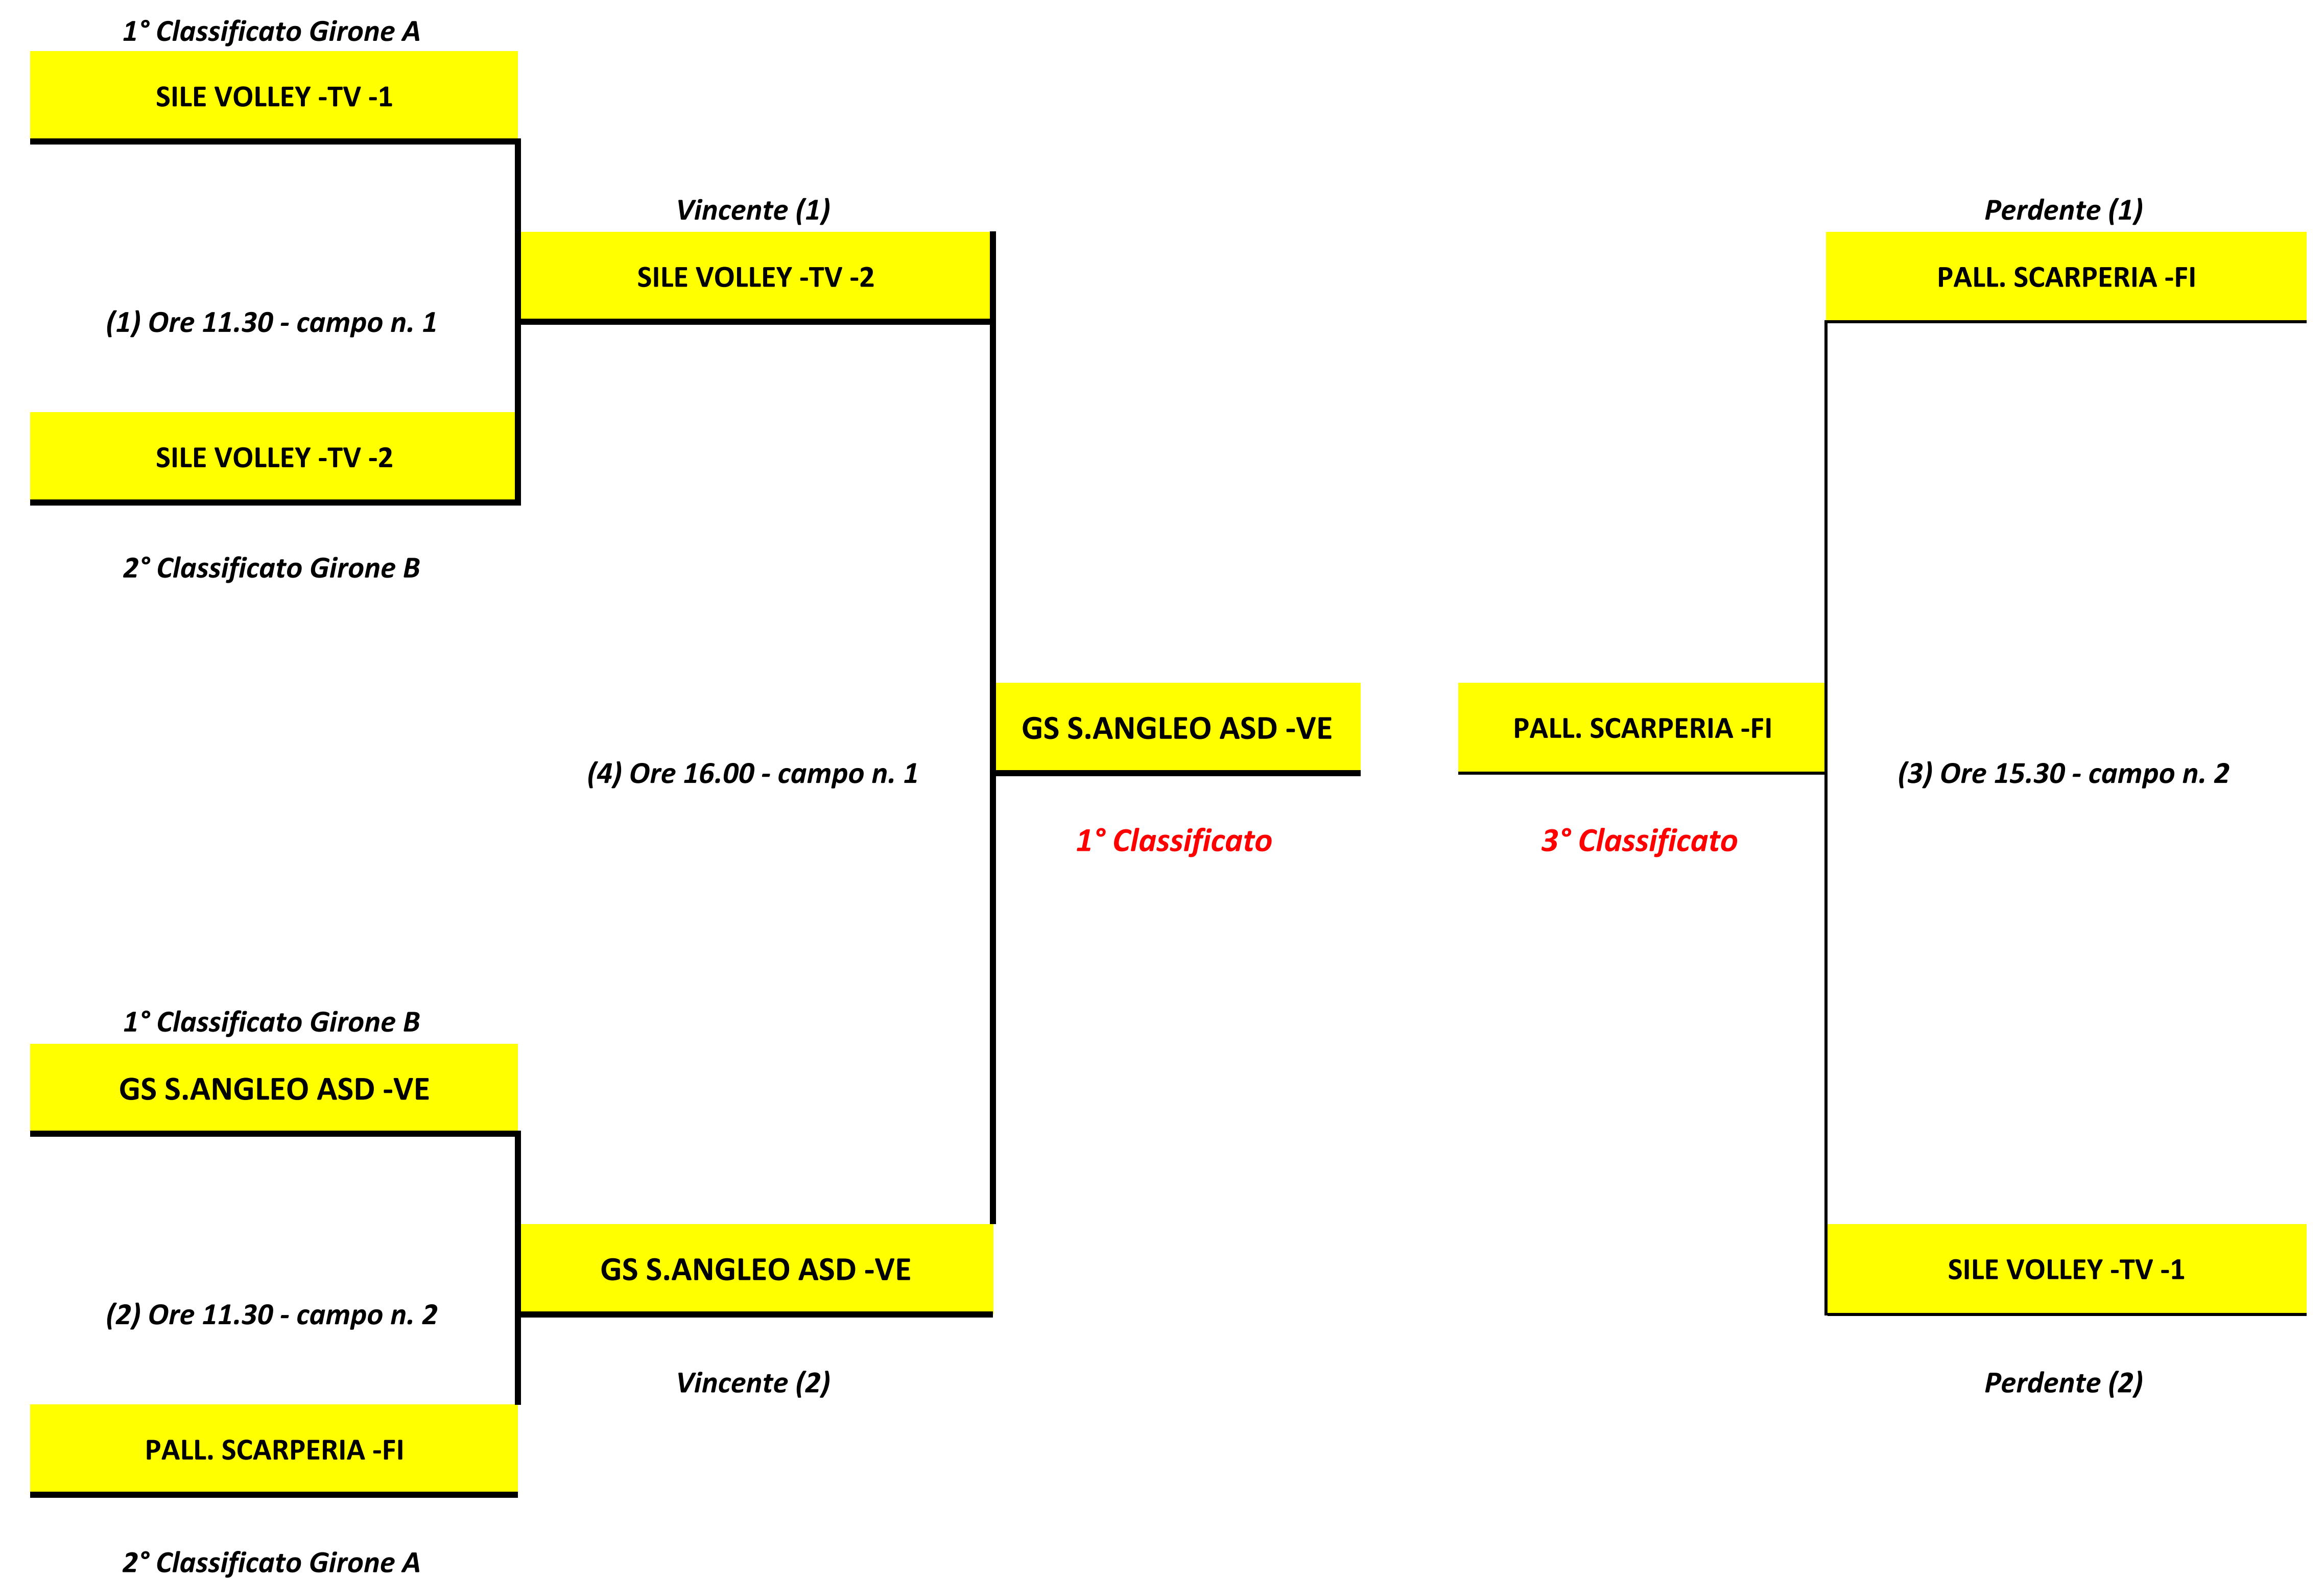 1° Classificato Girone A
SILE VOLLEY -TV -1
Vincente (1)
Perdente (1)
SILE VOLLEY -TV -2
PALL. SCARPERIA -FI
(1) Ore 11.30 - campo n. 1
SILE VOLLEY -TV -2
2° Classificato Girone B
GS S.ANGLEO ASD -VE
PALL. SCARPERIA -FI
(4) Ore 16.00 - campo n. 1
(3) Ore 15.30 - campo n. 2
1° Classificato
3° Classificato
1° Classificato Girone B
GS S.ANGLEO ASD -VE
GS S.ANGLEO ASD -VE
SILE VOLLEY -TV -1
(2) Ore 11.30 - campo n. 2
Vincente (2)
Perdente (2)
PALL. SCARPERIA -FI
2° Classificato Girone A